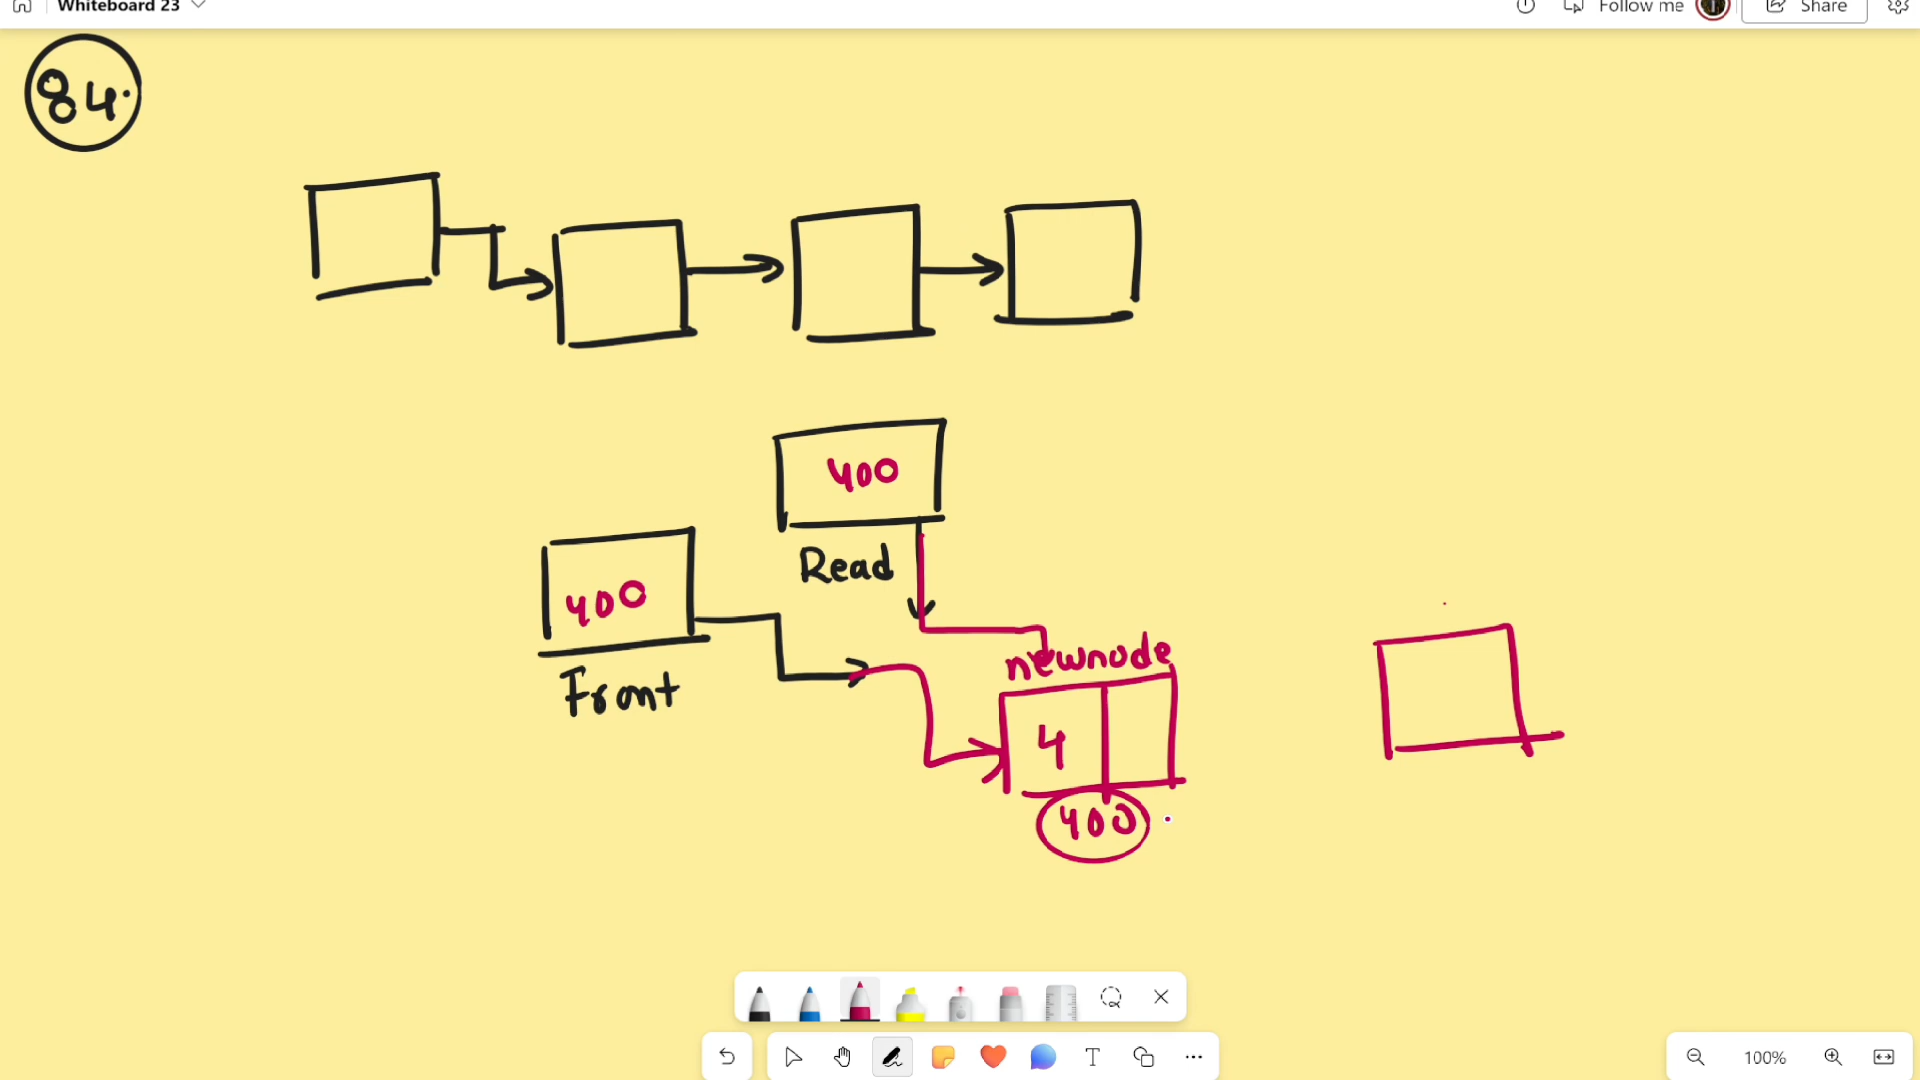 Whiteboard 23
Follow me
Share
84.
400
Read
400
Front
newnode
4
400
T
100%